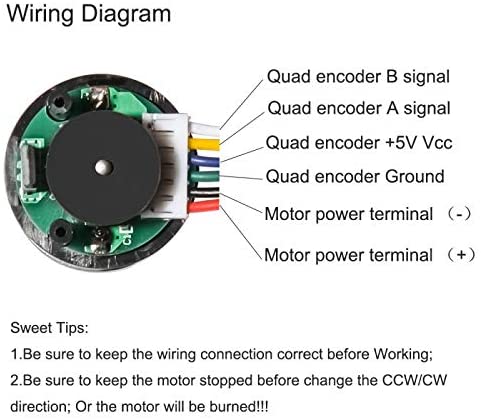 Wiring Diagram
Quad encoder B signal
Quad encoder A signal
Quad encoder +5V Vcc
Quad encoder Ground
Motor power terminal （-）
Motor power terminal （+）
Sweet Tips:
1.Be sure to keep the wiring connection correct before Working;
2.Be sure to keep the motor stopped before change the CCW/CW
direction; Or the motor will be burned!!!